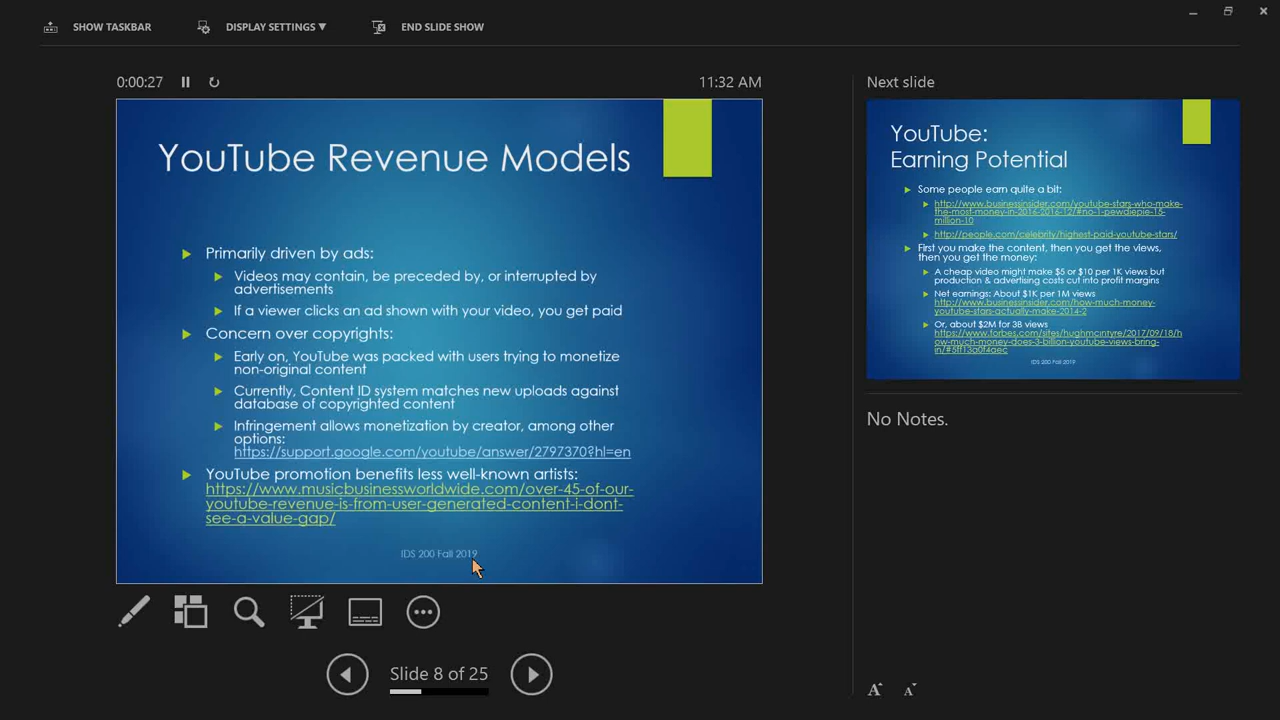 SHOW TASKBAR
DISPLAY SETTINGS ▼
END SLIDE SHOW
0:00:27
11:32 AM
YouTube Revenue Models
Primarily driven by ads:
Videos may contain, be preceded by, or interrupted by
advertisements
If a viewer clicks an ad shown with your video, you get paid
Concern over copyrights:
Early on, YouTube was packed with users trying to monetize
non-original content
Currently, Content ID system matches new uploads against
database of copyrighted content
Infringement allows monetization by creator, among other
options:
https://support.google.com/youtube/answer/2797370?hl=en
YouTube promotion benefits less well-known artists:
https://www.musicbusinessworldwide.com/over-45-of-our-
youtube-revenue-is-from-user-generated-content-i-dont-
see-a-value-gap/
IDS 200 Fall 2019
Slide 8 of 25
Next slide
YouTube:
Earning Potential
Some people earn quite a bit:
http://www.businessinsider.com/youtube-stars-who-make-
the-most-money-in-2016-2016-12/#no-1-pewdiepie-15-
million-10
http://people.com/celebrity/highest-paid-youtube-stars/
First you make the content, then you get the views,
then you get the money:
A cheap video might make $5 or $10 per 1K views but
production & advertising costs cut into profit margins
Net earnings: About $1K per 1M views
http://www.businessinsider.com/how-much-money-
youtube-stars-actually-make-2014-2
Or, about $2M for 3B views
https://www.forbes.com/sites/hughmcintyre/2017/09/18/h
ow-much-money-does-3-billion-youtube-views-bring-
in/#5ff13a0f4aec
IDS 200 Fall 2019
No Notes.
A A